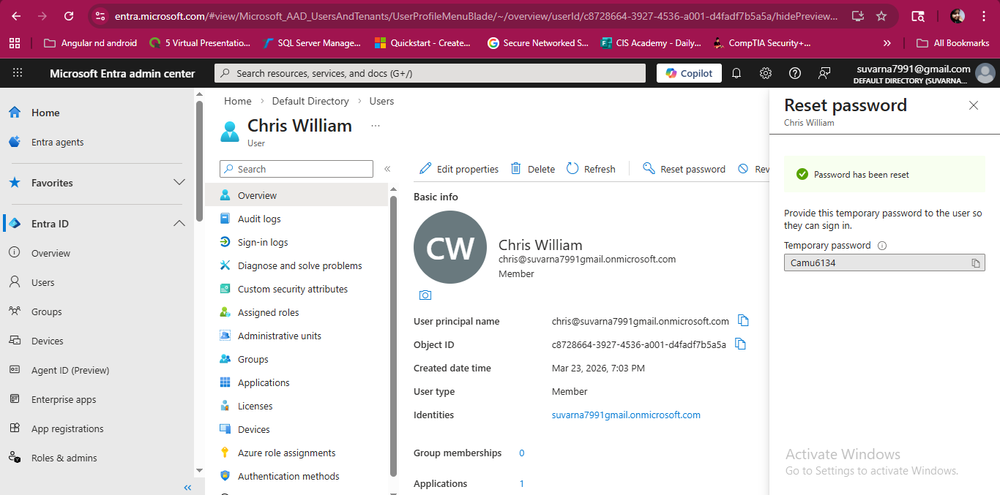 entra.microsoft.com/#view/Microsoft_AAD_UsersAndTenants/UserProfileMenuBlade/~/overview/userId/c8728664-3927-4536-a001-d4fadf7b5a5a/hidePreview...
Angular nd android
5 Virtual Presentatio...
SQL Server Manage...
Quickstart - Create...
Secure Networked S...
CIS Academy - Daily...
CompTIA Security+...
»
All Bookmarks
Microsoft Entra admin center
Search resources, services, and docs (G+/)
Copilot
suvarna7991@gmail.com
DEFAULT DIRECTORY (SUVARNA...
Home
Entra agents
Favorites
Entra ID
Overview
Users
Groups
Devices
Agent ID (Preview)
Enterprise apps
App registrations
Roles & admins
«
Home > Default Directory > Users
Chris William ...
User
Search
«
Overview
Audit logs
Sign-in logs
Diagnose and solve problems
Custom security attributes
Assigned roles
Administrative units
Groups
Applications
Licenses
Devices
Azure role assignments
Authentication methods
Edit properties
Delete
Refresh
Reset password
Rev
Basic info
CW
Chris William
chris@suvarna7991gmail.onmicrosoft.com
Member
User principal name chris@suvarna7991gmail.onmicrosoft.com
Object ID c8728664-3927-4536-a001-d4fadf7b5a5a
Created date time Mar 23, 2026, 7:03 PM
User type Member
Identities suvarna7991gmail.onmicrosoft.com
Group memberships 0
Applications 1
Reset password
Chris William
Password has been reset
Provide this temporary password to the user so
they can sign in.
Temporary password
Camu6134
Activate Windows
Go to Settings to activate Windows.